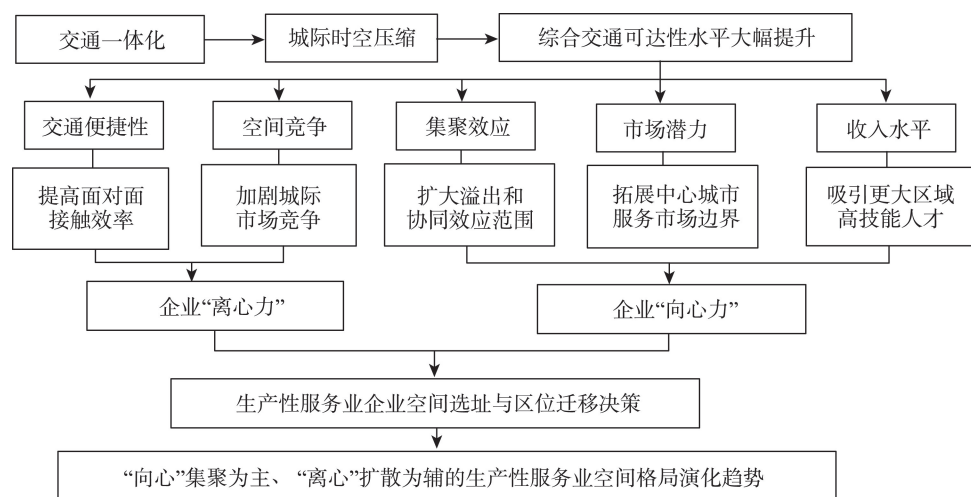 交通一体化
城际时空压缩
综合交通可达性水平大幅提升
交通便捷性
空间竞争
集聚效应
市场潜力
收入水平
提高面对面
接触效率
加剧城际
市场竞争
扩大溢出和
协同效应范围
拓展中心城市
服务市场边界
吸引更大区域
高技能人才
企业“离心力”
企业“向心力”
生产性服务业企业空间选址与区位迁移决策
“向心”集聚为主、“离心”扩散为辅的生产性服务业空间格局演化趋势